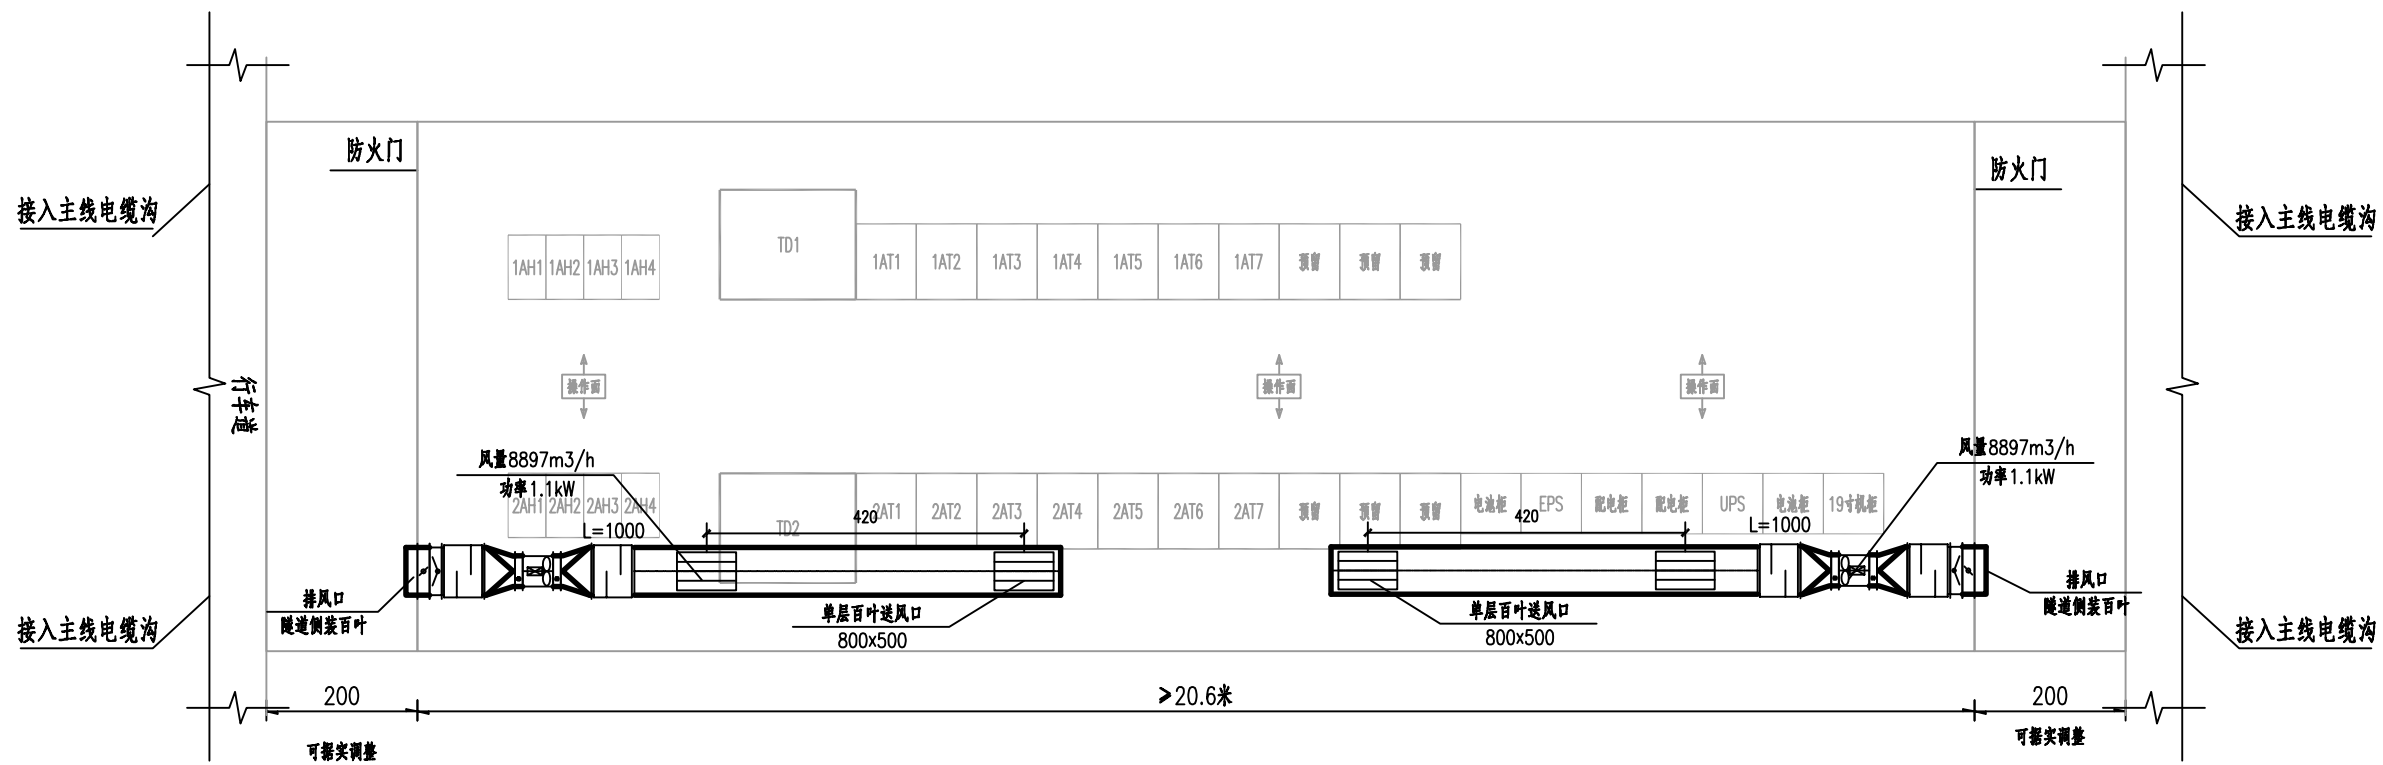 防火门
防火门
接入主线电缆沟
接入主线电缆沟
TD1
1AH1 1AH2 1AH3 1AH4
1AT1 1AT2 1AT3 1AT4 1AT5 1AT6 1AT7 预留 预留 预留
操作面
操作面
操作面
行车道
风量8897m3/h
功率1.1kW
风量8897m3/h
功率1.1kW
2AH1 2AH2 2AH3 2AH4
TD2
2AT1 2AT2 2AT3 2AT4 2AT5 2AT6 2AT7 预留 预留 预留 电池柜 EPS 配电柜 配电柜 UPS 电池柜 19寸机柜
L=1000
420
420
L=1000
排风口
隧道侧装百叶
单层百叶送风口
800x500
单层百叶送风口
800x500
排风口
隧道侧装百叶
接入主线电缆沟
接入主线电缆沟
200
>20.6米
200
可据实调整
可据实调整